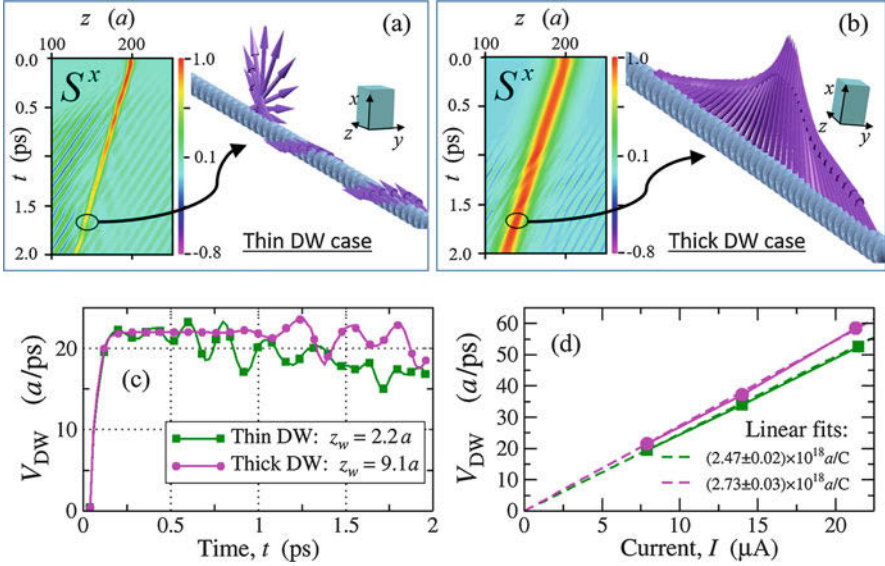 z (a)
100 200
(a)
1.0
0.1
−0.8
0.0
0.5
1.0
1.5
2.0
t (ps)
Sˣ
x
z
y
Thin DW case
z (a)
100 200
(b)
1.0
0.1
−0.8
0.0
0.5
1.0
1.5
2.0
t (ps)
Sˣ
x
z
y
Thick DW case
V_DW (a/ps)
20
10
0
(c)
Thin DW: z_w = 2.2 a
Thick DW: z_w = 9.1 a
0 0.5 1 1.5 2
Time, t (ps)
V_DW (a/ps)
60
50
40
30
20
10
0
(d)
Linear fits:
(2.47±0.02)×10¹⁸a/C
(2.73±0.03)×10¹⁸a/C
0 5 10 15 20
Current, I (μA)